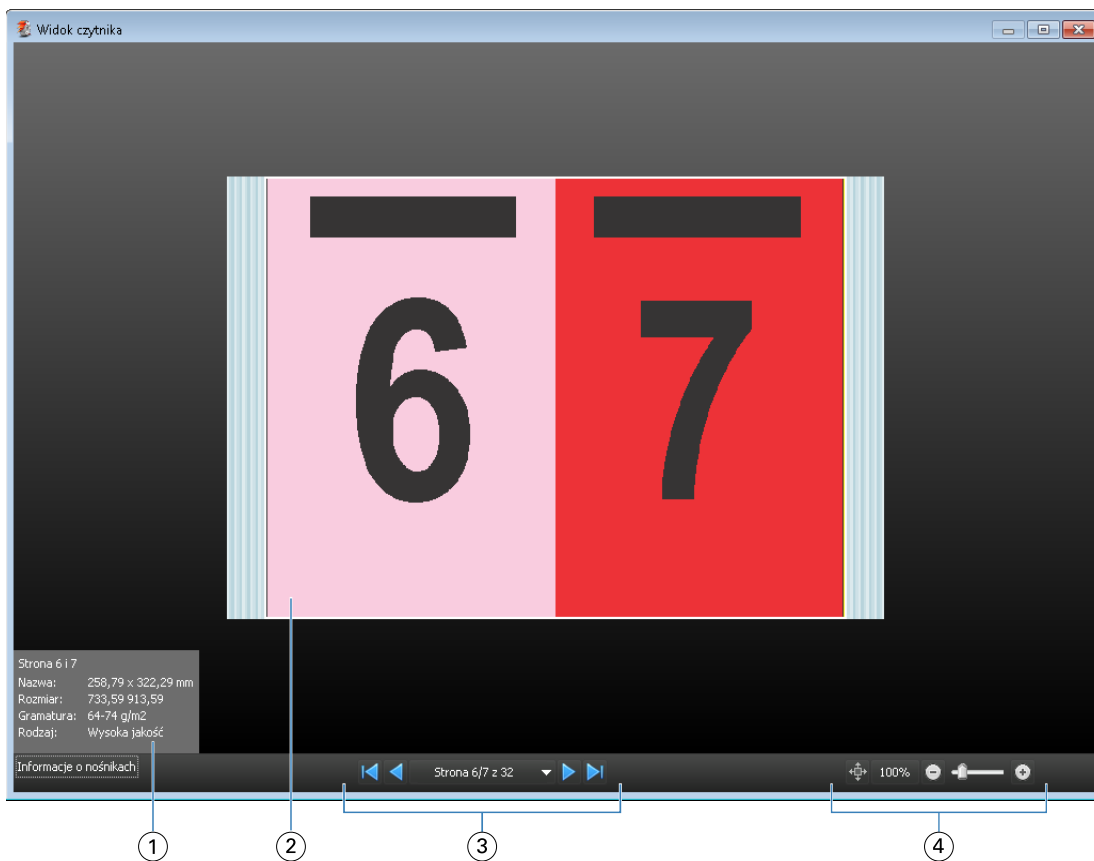 Widok czytnika
6
7
Strona 6 i 7
Nazwa: 258,79 x 322,29 mm
Rozmiar: 733,59 913,59
Gramatura: 64-74 g/m2
Rodzaj: Wysoka jakość
Informacje o nośnikach
Strona 6/7 z 32
100%
1
2
3
4